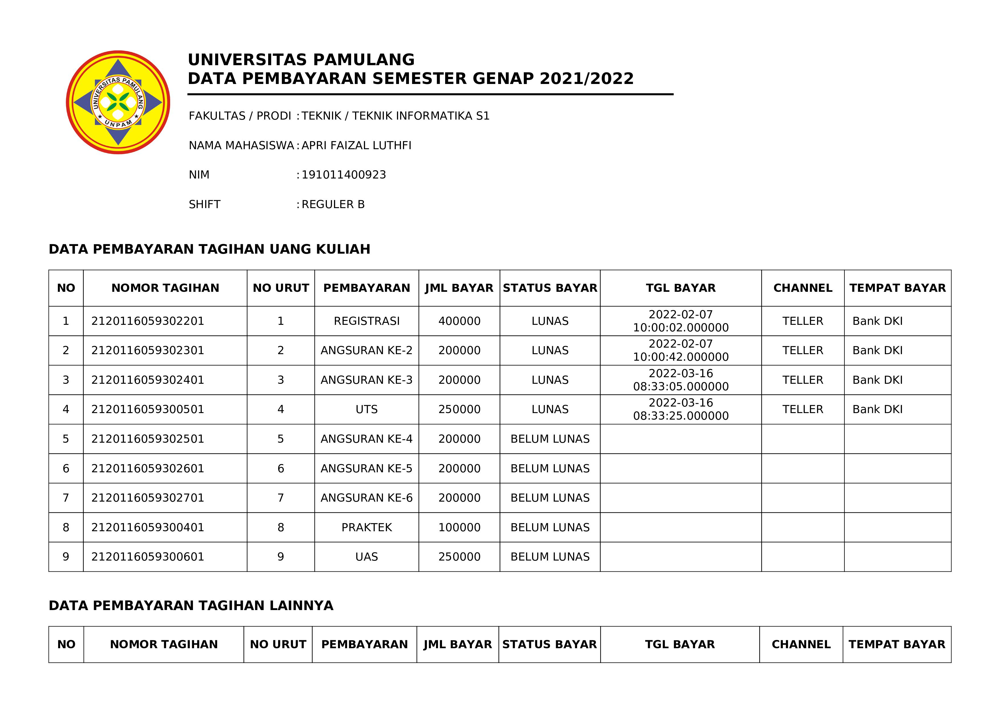 UNIVERSITAS PAMULANG
UNPAM
UNIVERSITAS PAMULANG
DATA PEMBAYARAN SEMESTER GENAP 2021/2022
FAKULTAS / PRODI : TEKNIK / TEKNIK INFORMATIKA S1
NAMA MAHASISWA : APRI FAIZAL LUTHFI
NIM : 191011400923
SHIFT : REGULER B
DATA PEMBAYARAN TAGIHAN UANG KULIAH
NO NOMOR TAGIHAN NO URUT PEMBAYARAN JML BAYAR STATUS BAYAR TGL BAYAR CHANNEL TEMPAT BAYAR
1 2120116059302201 1 REGISTRASI 400000 LUNAS 2022-02-07 10:00:02.000000 TELLER Bank DKI
2 2120116059302301 2 ANGSURAN KE-2 200000 LUNAS 2022-02-07 10:00:42.000000 TELLER Bank DKI
3 2120116059302401 3 ANGSURAN KE-3 200000 LUNAS 2022-03-16 08:33:05.000000 TELLER Bank DKI
4 2120116059300501 4 UTS 250000 LUNAS 2022-03-16 08:33:25.000000 TELLER Bank DKI
5 2120116059302501 5 ANGSURAN KE-4 200000 BELUM LUNAS
6 2120116059302601 6 ANGSURAN KE-5 200000 BELUM LUNAS
7 2120116059302701 7 ANGSURAN KE-6 200000 BELUM LUNAS
8 2120116059300401 8 PRAKTEK 100000 BELUM LUNAS
9 2120116059300601 9 UAS 250000 BELUM LUNAS
DATA PEMBAYARAN TAGIHAN LAINNYA
NO NOMOR TAGIHAN NO URUT PEMBAYARAN JML BAYAR STATUS BAYAR TGL BAYAR CHANNEL TEMPAT BAYAR